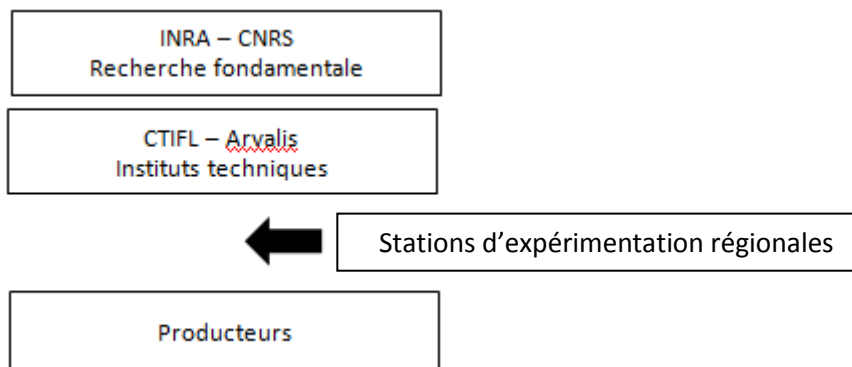 INRA – CNRS
Recherche fondamentale
CTIFL – Arvalis
Instituts techniques
Stations d’expérimentation régionales
Producteurs